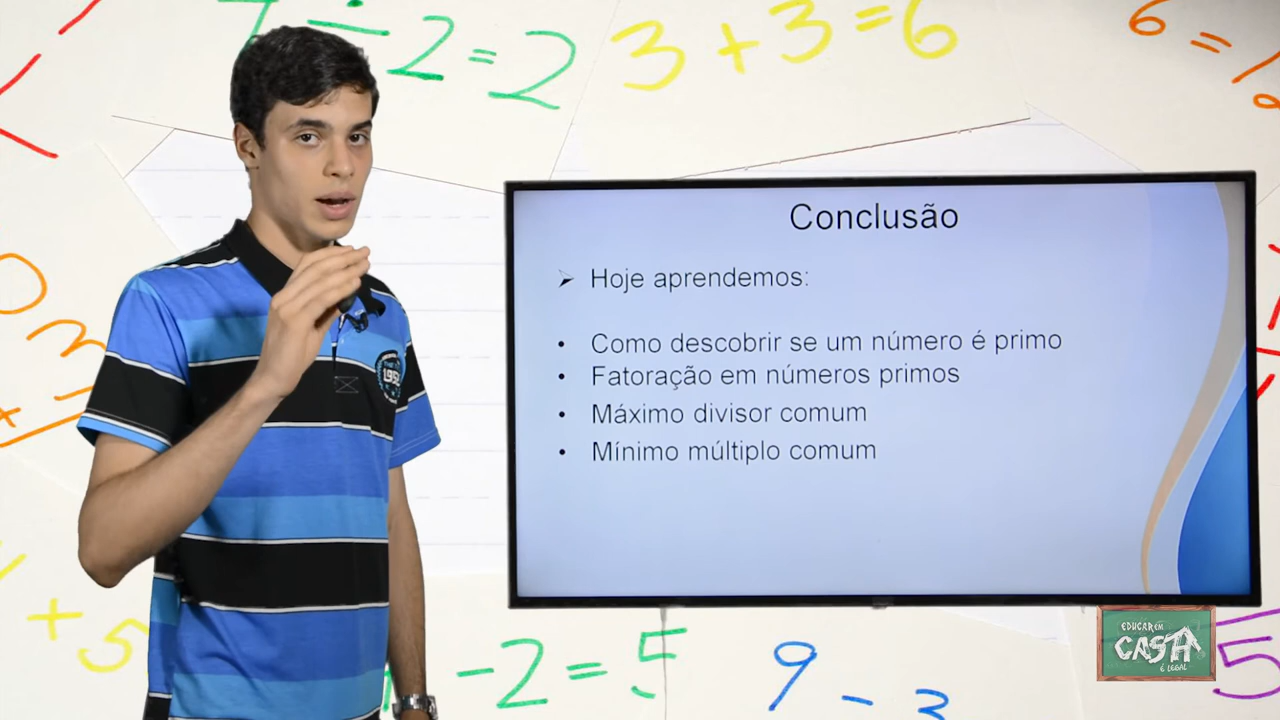 ÷ 2 = 2
3 + 3 = 6
6 =
Conclusão
Hoje aprendemos:
• Como descobrir se um número é primo
• Fatoração em números primos
• Máximo divisor comum
• Mínimo múltiplo comum
+ 5
- 2 = 5
9 - 3
5
EDUCAR EM
CASA
É LEGAL